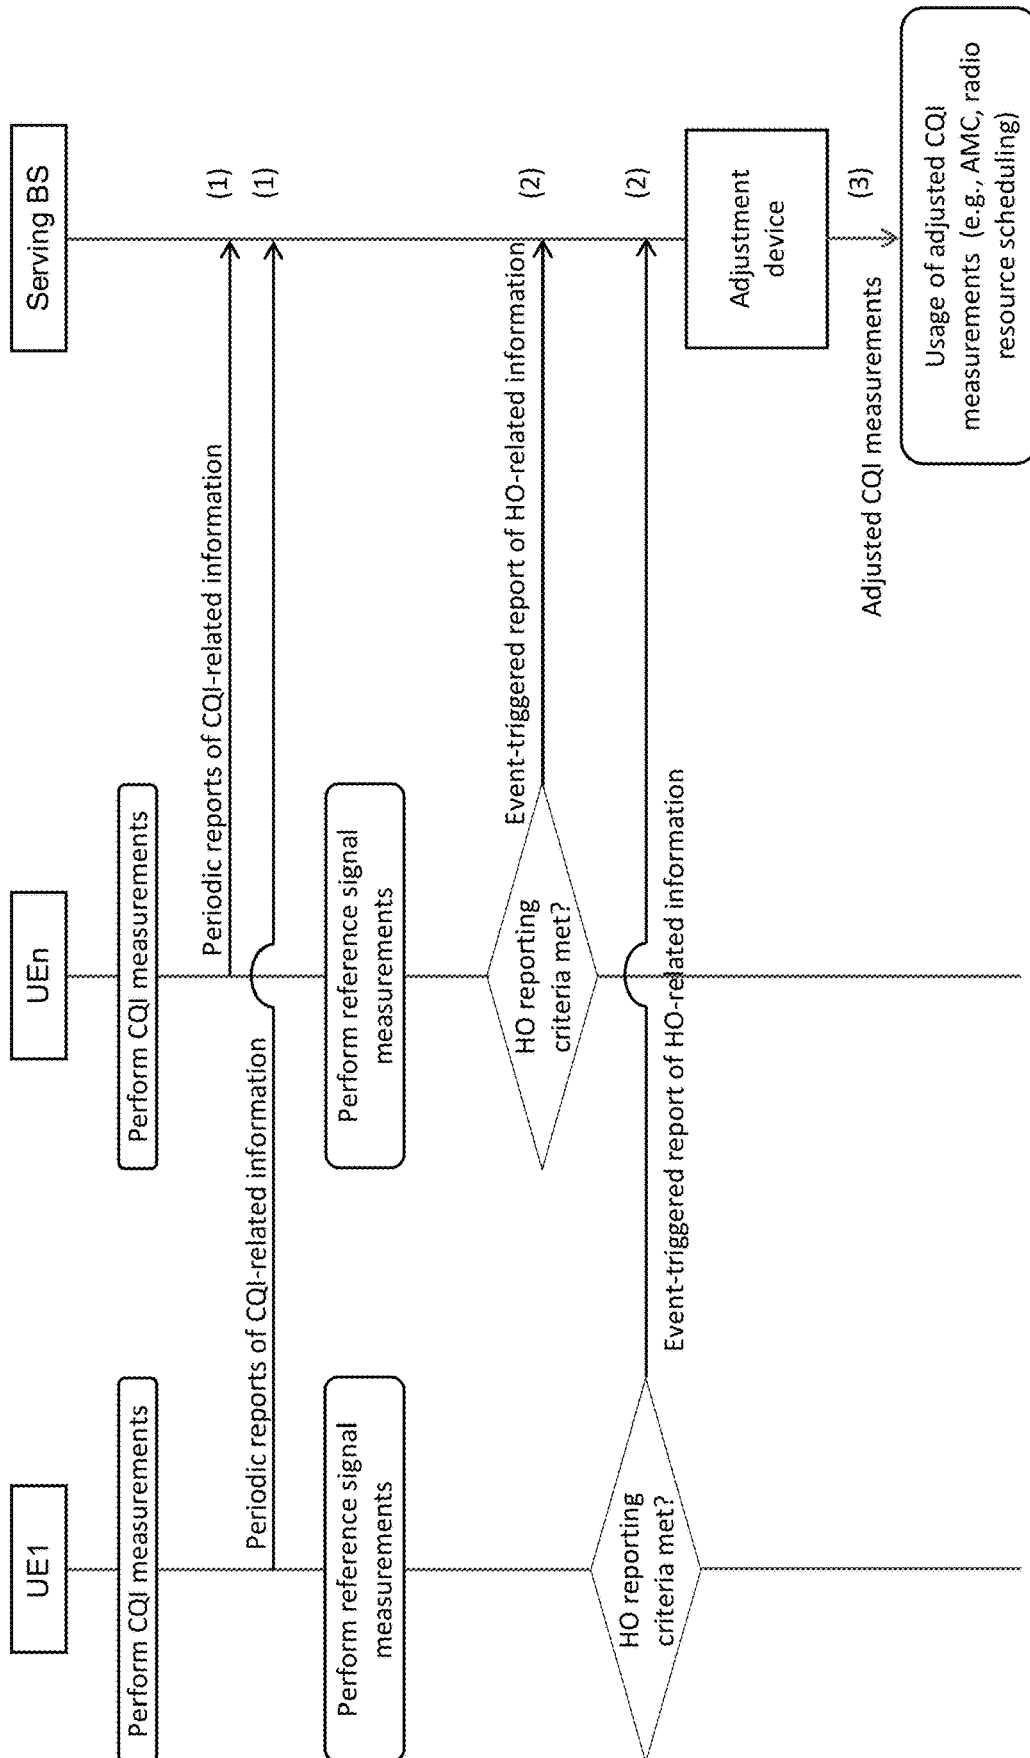 UE1
UEn
Serving BS
Perform CQI measurements
Perform CQI measurements
Periodic reports of CQI-related information
(1)
Periodic reports of CQI-related information
(1)
Perform reference signal
measurements
Perform reference signal
measurements
HO reporting
criteria met?
Event-triggered report of HO-related information
(2)
HO reporting
criteria met?
Event-triggered report of HO-related information
(2)
Adjustment
device
Adjusted CQI measurements
(3)
Usage of adjusted CQI
measurements (e.g., AMC, radio
resource scheduling)